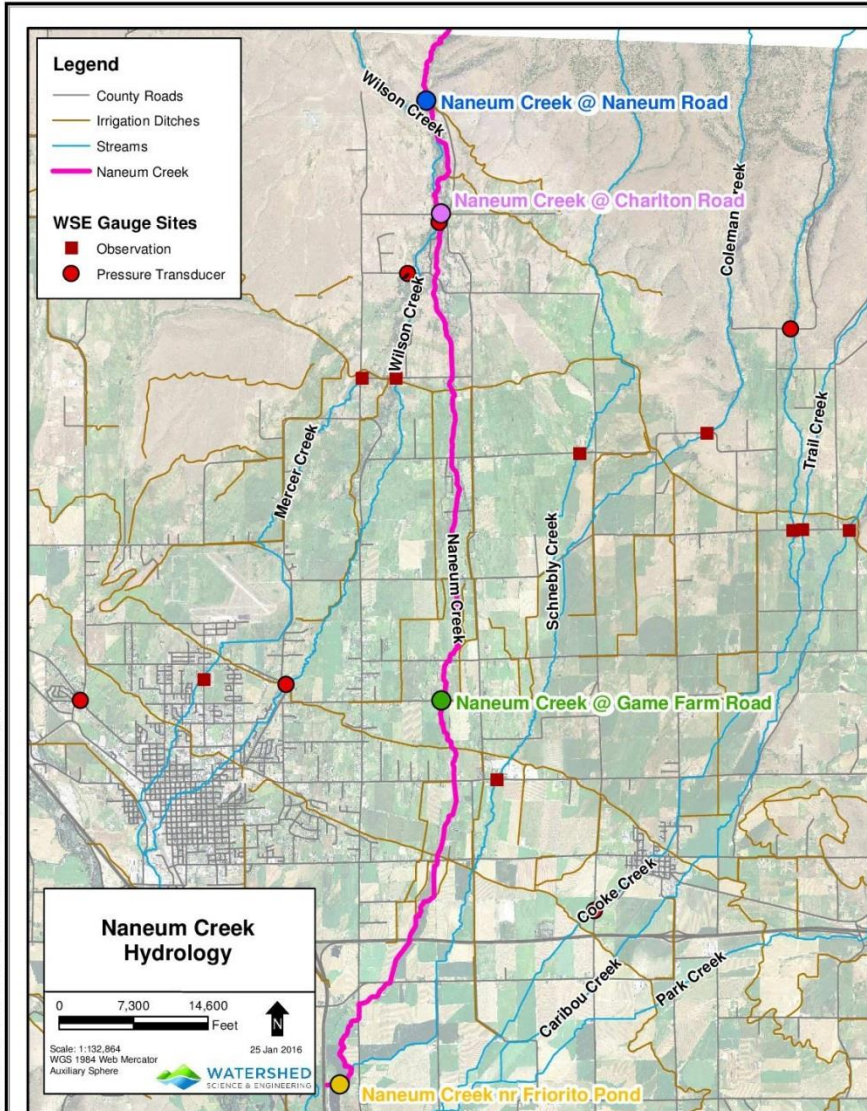 Legend
County Roads
Irrigation Ditches
Streams
Naneum Creek
WSE Gauge Sites
Observation
Pressure Transducer
Wilson Creek
Naneum Creek @ Naneum Road
Naneum Creek @ Charlton Road
Coleman Creek
Wilson Creek
Trail Creek
Mercer Creek
Naneum Creek
Schnebly Creek
Naneum Creek @ Game Farm Road
Cooke Creek
Caribou Creek
Park Creek
Naneum Creek nr Friorito Pond
Naneum Creek
Hydrology
0 7,300 14,600
Feet
N
Scale: 1:132,864
WGS 1984 Web Mercator
Auxiliary Sphere
25 Jan 2016
WATERSHED
SCIENCE & ENGINEERING